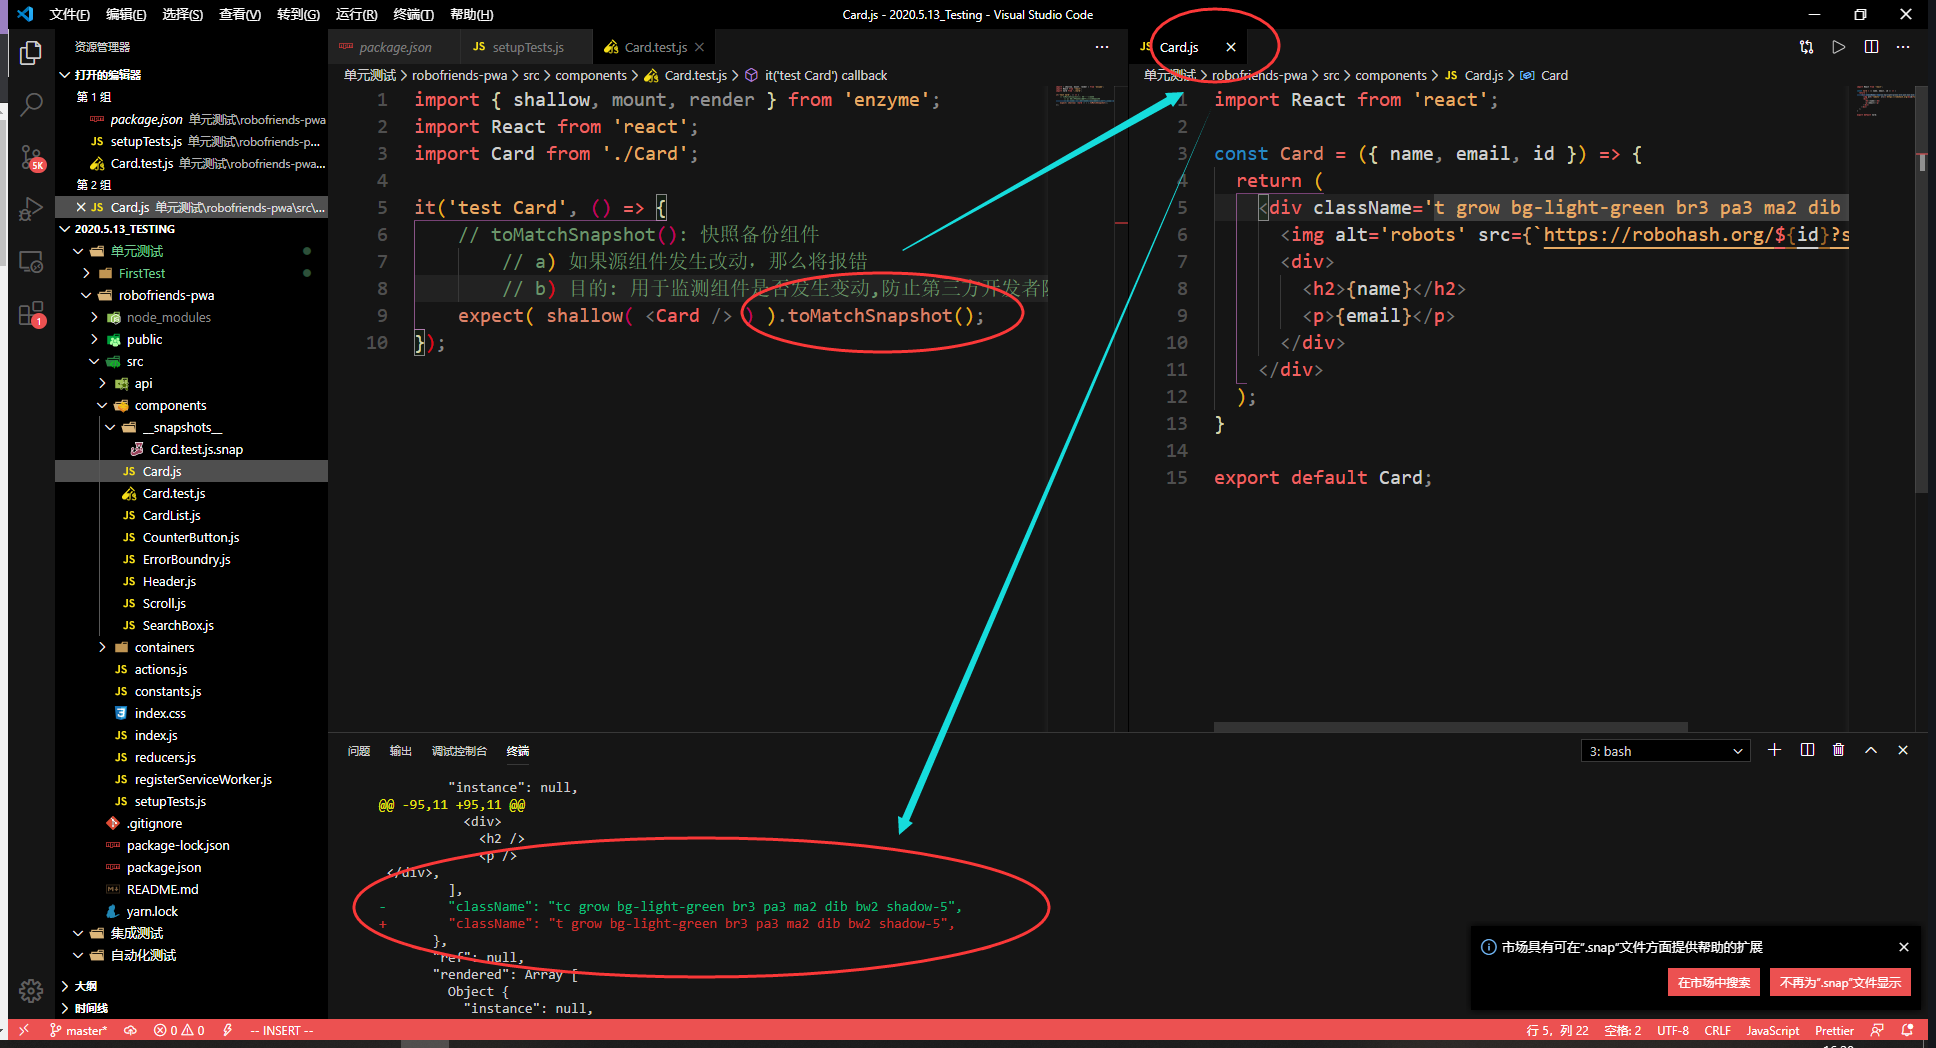 文件(F) 编辑(E) 选择(S) 查看(V) 转到(G) 运行(R) 终端(T) 帮助(H)
Card.js - 2020.5.13_Testing - Visual Studio Code
资源管理器
打开的编辑器
第 1 组
package.json 单元测试\robofriends-pwa
JS setupTests.js 单元测试\robofriends-p...
Card.test.js 单元测试\robofriends-pwa...
第 2 组
JS Card.js 单元测试\robofriends-pwa\src\...
2020.5.13_TESTING
单元测试
FirstTest
robofriends-pwa
node_modules
public
src
api
components
__snapshots__
Card.test.js.snap
JS Card.js
Card.test.js
JS CardList.js
JS CounterButton.js
JS ErrorBoundry.js
JS Header.js
JS Scroll.js
JS SearchBox.js
containers
JS actions.js
JS constants.js
index.css
JS index.js
JS reducers.js
JS registerServiceWorker.js
JS setupTests.js
.gitignore
package-lock.json
package.json
README.md
yarn.lock
集成测试
自动化测试
大纲
时间线
5K
1
package.json
JS setupTests.js
Card.test.js
单元测试 > robofriends-pwa > src > components > Card.test.js > it('test Card') callback
1 import { shallow, mount, render } from 'enzyme';
2 import React from 'react';
3 import Card from './Card';
4
5 it('test Card', () => {
6 // toMatchSnapshot(): 快照备份组件
7 // a) 如果源组件发生改动, 那么将报错
8 // b) 目的: 用于监测组件是否发生变动,防止第三方开发者
9 expect( shallow( <Card /> ) ).toMatchSnapshot();
10 });
JS Card.js
单元测试 > robofriends-pwa > src > components > JS Card.js > Card
1 import React from 'react';
2
3 const Card = ({ name, email, id }) => {
4 return (
5 <div className='t grow bg-light-green br3 pa3 ma2 dib
6 <img alt='robots' src={`https://robohash.org/${id}?s
7 <div>
8 <h2>{name}</h2>
9 <p>{email}</p>
10 </div>
11 </div>
12 );
13 }
14
15 export default Card;
问题 输出 调试控制台 终端
3: bash
"instance": null,
@@ -95,11 +95,11 @@
<div>
<h2 />
<p />
</div>,
],
- "className": "tc grow bg-light-green br3 pa3 ma2 dib bw2 shadow-5",
+ "className": "t grow bg-light-green br3 pa3 ma2 dib bw2 shadow-5",
},
"ref": null,
"rendered": Array [
Object {
"instance": null,
市场具有可在".snap"文件方面提供帮助的扩展
在市场中搜索 不再为".snap"文件显示
master* 0 0 -- INSERT -- 行 5，列 22 空格: 2 UTF-8 CRLF JavaScript Prettier